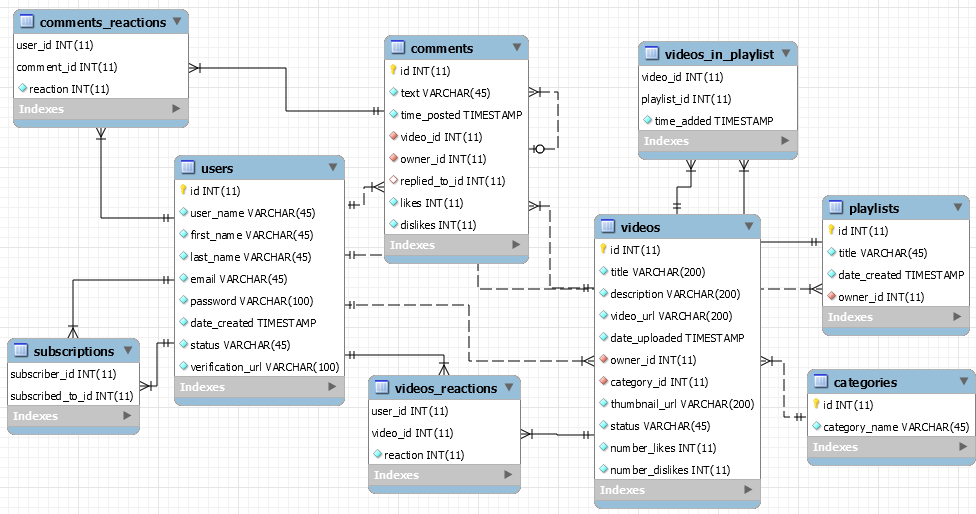 comments_reactions
user_id INT(11)
comment_id INT(11)
reaction INT(11)
Indexes
comments
id INT(11)
text VARCHAR(45)
time_posted TIMESTAMP
video_id INT(11)
owner_id INT(11)
replied_to_id INT(11)
likes INT(11)
dislikes INT(11)
Indexes
videos_in_playlist
video_id INT(11)
playlist_id INT(11)
time_added TIMESTAMP
Indexes
users
id INT(11)
user_name VARCHAR(45)
first_name VARCHAR(45)
last_name VARCHAR(45)
email VARCHAR(45)
password VARCHAR(100)
date_created TIMESTAMP
status VARCHAR(45)
verification_url VARCHAR(100)
Indexes
videos
id INT(11)
title VARCHAR(200)
description VARCHAR(200)
video_url VARCHAR(200)
date_uploaded TIMESTAMP
owner_id INT(11)
category_id INT(11)
thumbnail_url VARCHAR(200)
status VARCHAR(45)
number_likes INT(11)
number_dislikes INT(11)
Indexes
playlists
id INT(11)
title VARCHAR(45)
date_created TIMESTAMP
owner_id INT(11)
Indexes
subscriptions
subscriber_id INT(11)
subscribed_to_id INT(11)
Indexes
videos_reactions
user_id INT(11)
video_id INT(11)
reaction INT(11)
Indexes
categories
id INT(11)
category_name VARCHAR(45)
Indexes